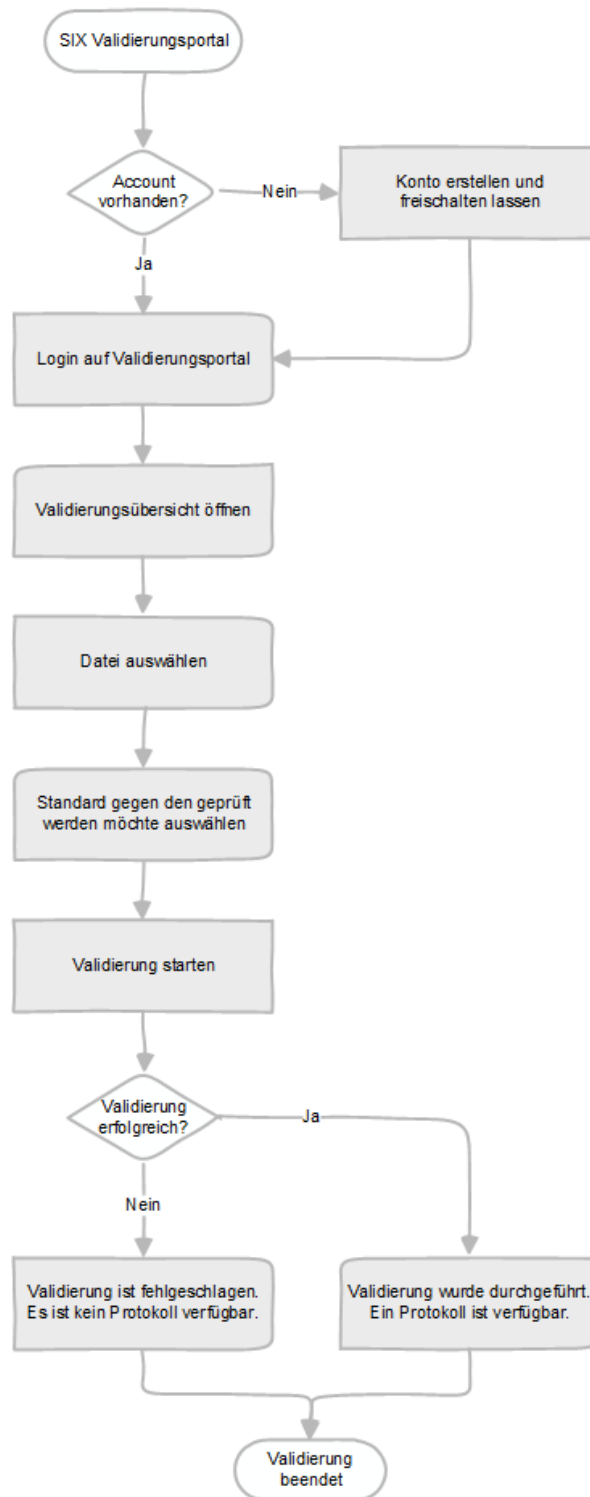 SIX Validierungsportal
Account
vorhanden?
Nein
Konto erstellen und
freischalten lassen
Ja
Login auf Validierungsportal
Validierungsübersicht öffnen
Datei auswählen
Standard gegen den geprüft
werden möchte auswählen
Validierung starten
Validierung
erfolgreich?
Ja
Nein
Validierung ist fehlgeschlagen.
Es ist kein Protokoll verfügbar.
Validierung wurde durchgeführt.
Ein Protokoll ist verfügbar.
Validierung
beendet